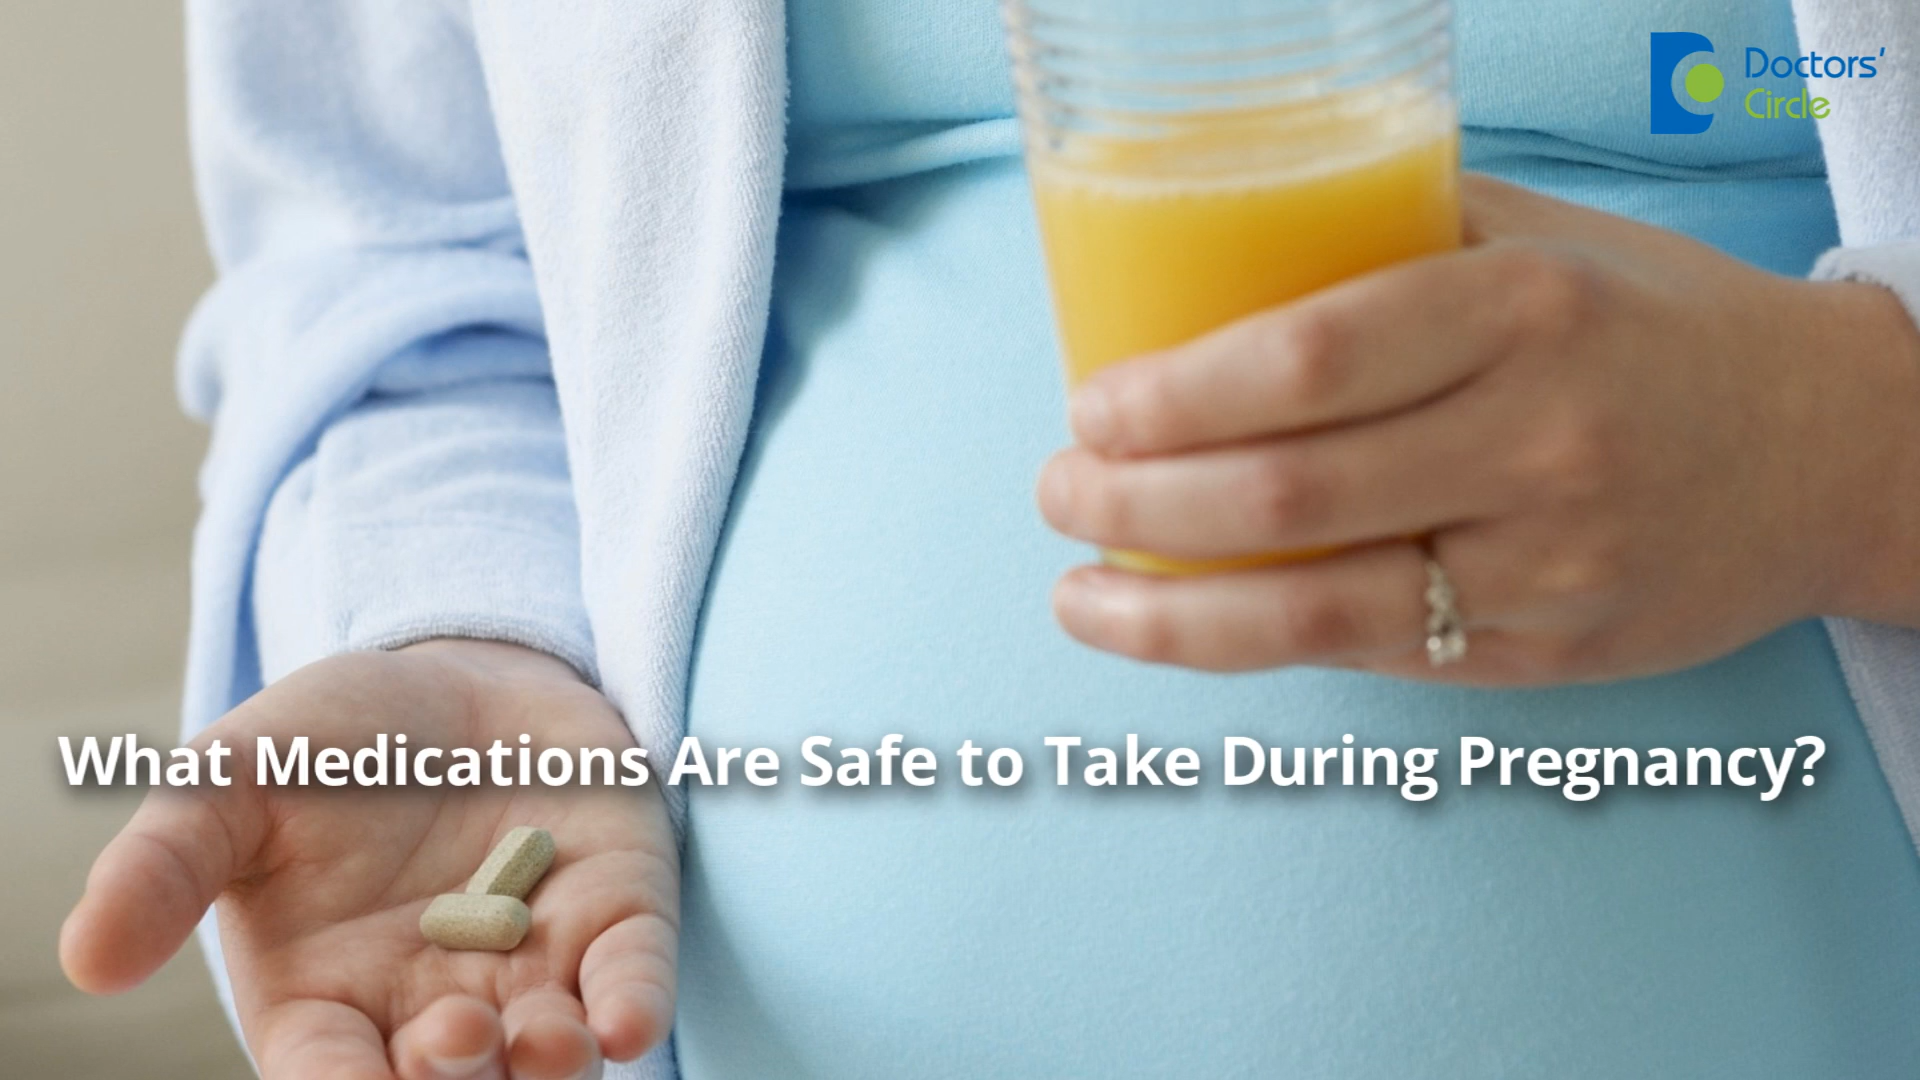 Doctors'
Circle
What Medications Are Safe to Take During Pregnancy?